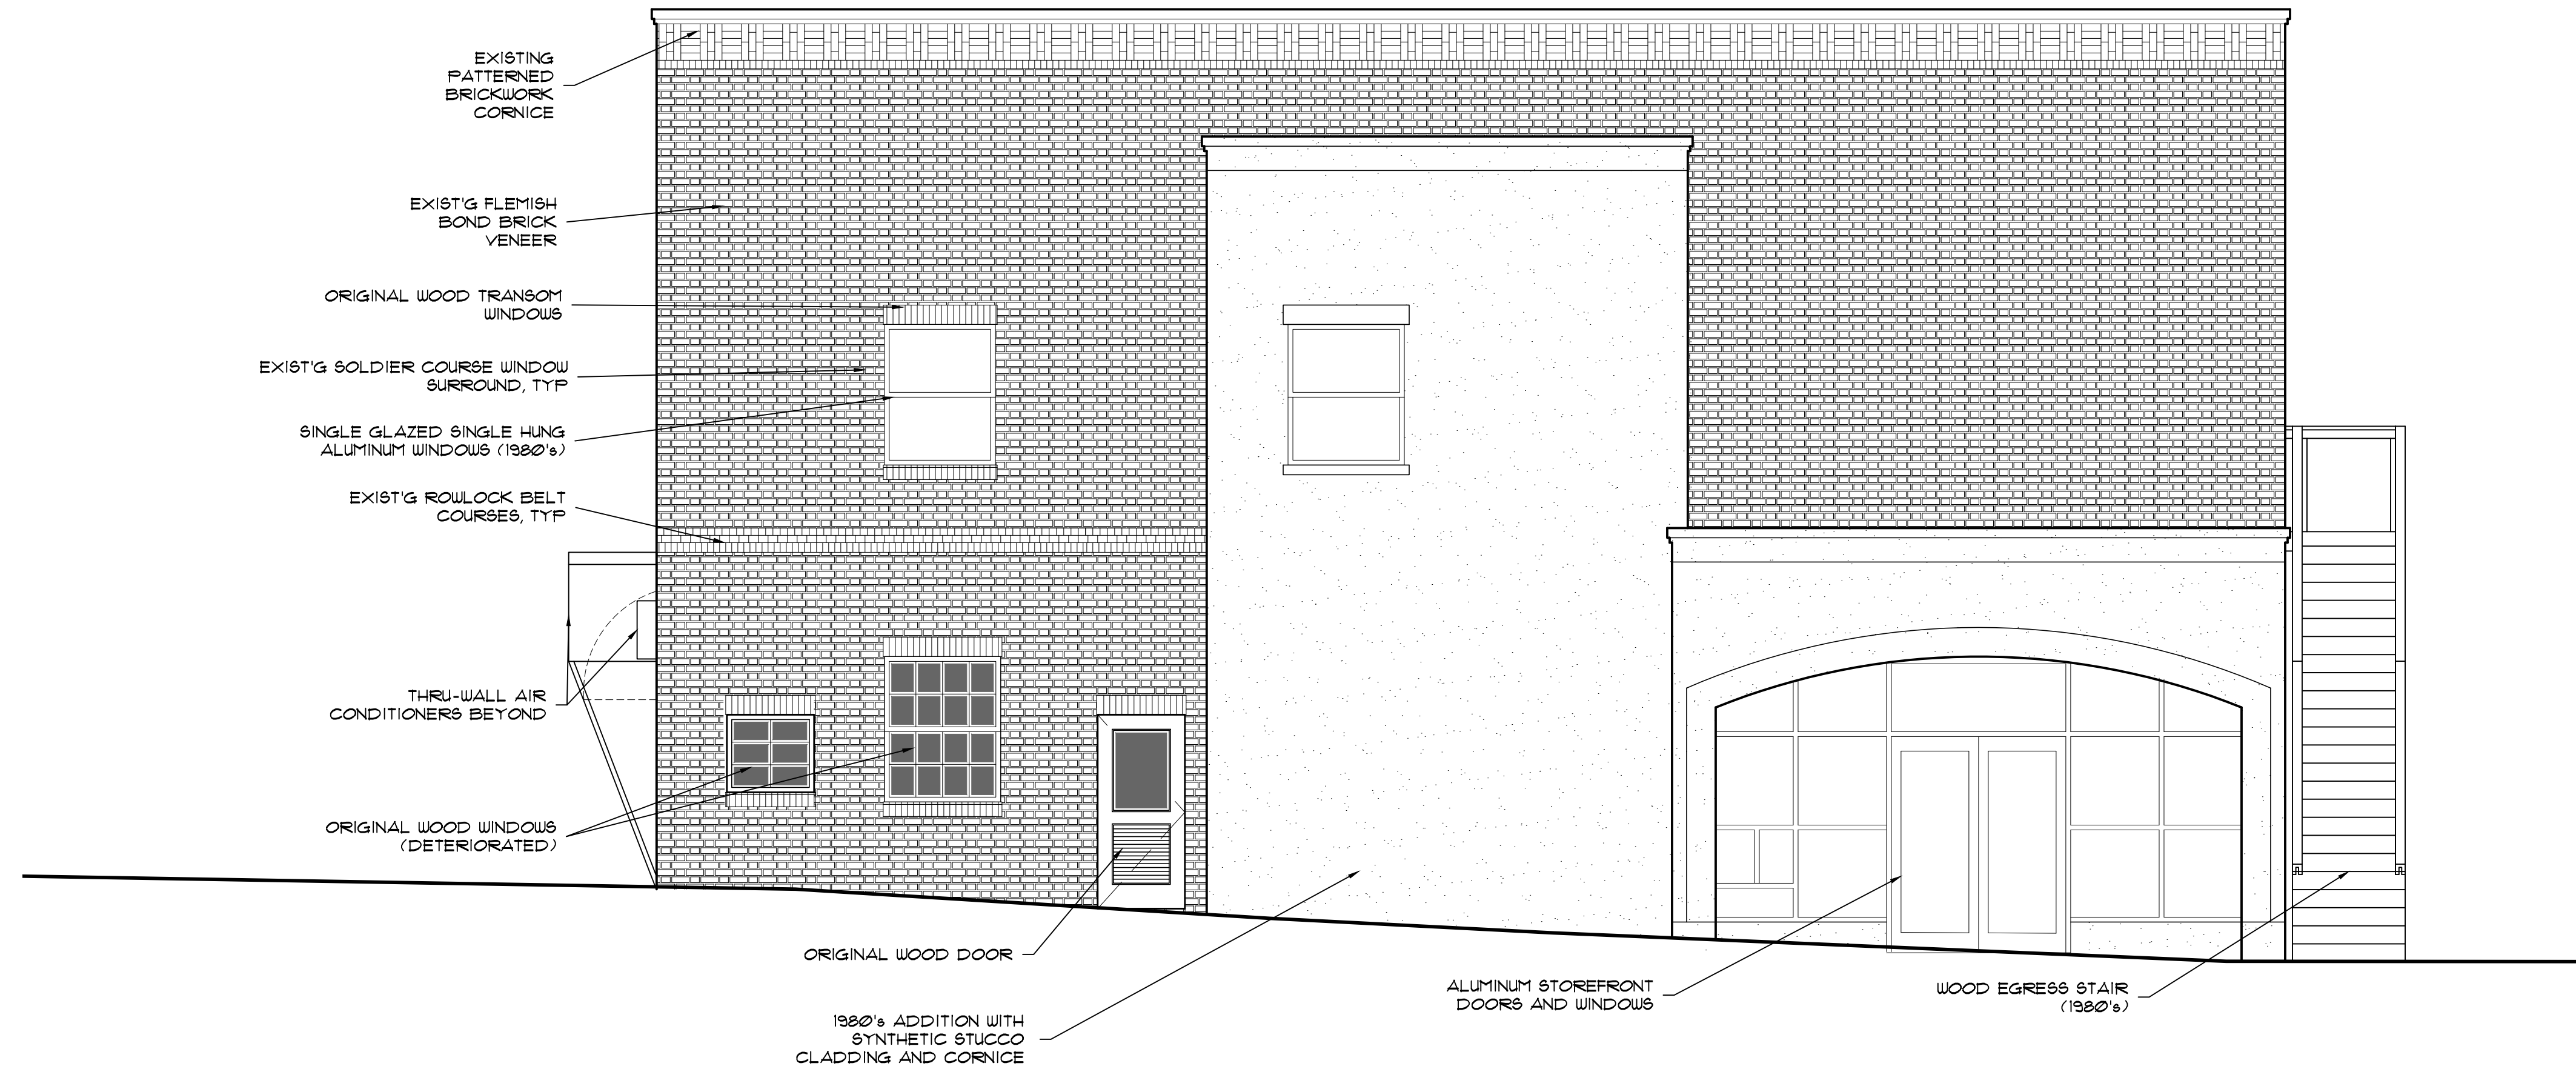 EXISTING
PATTERNED
BRICKWORK
CORNICE
EXIST'G FLEMISH
BOND BRICK
VENEER
ORIGINAL WOOD TRANSOM
WINDOWS
EXIST'G SOLDIER COURSE WINDOW
SURROUND, TYP
SINGLE GLAZED SINGLE HUNG
ALUMINUM WINDOWS (1980's)
EXIST'G ROWLOCK BELT
COURSES, TYP
THRU-WALL AIR
CONDITIONERS BEYOND
ORIGINAL WOOD WINDOWS
(DETERIORATED)
ORIGINAL WOOD DOOR
1980's ADDITION WITH
SYNTHETIC STUCCO
CLADDING AND CORNICE
ALUMINUM STOREFRONT
DOORS AND WINDOWS
WOOD EGRESS STAIR
(1980's)